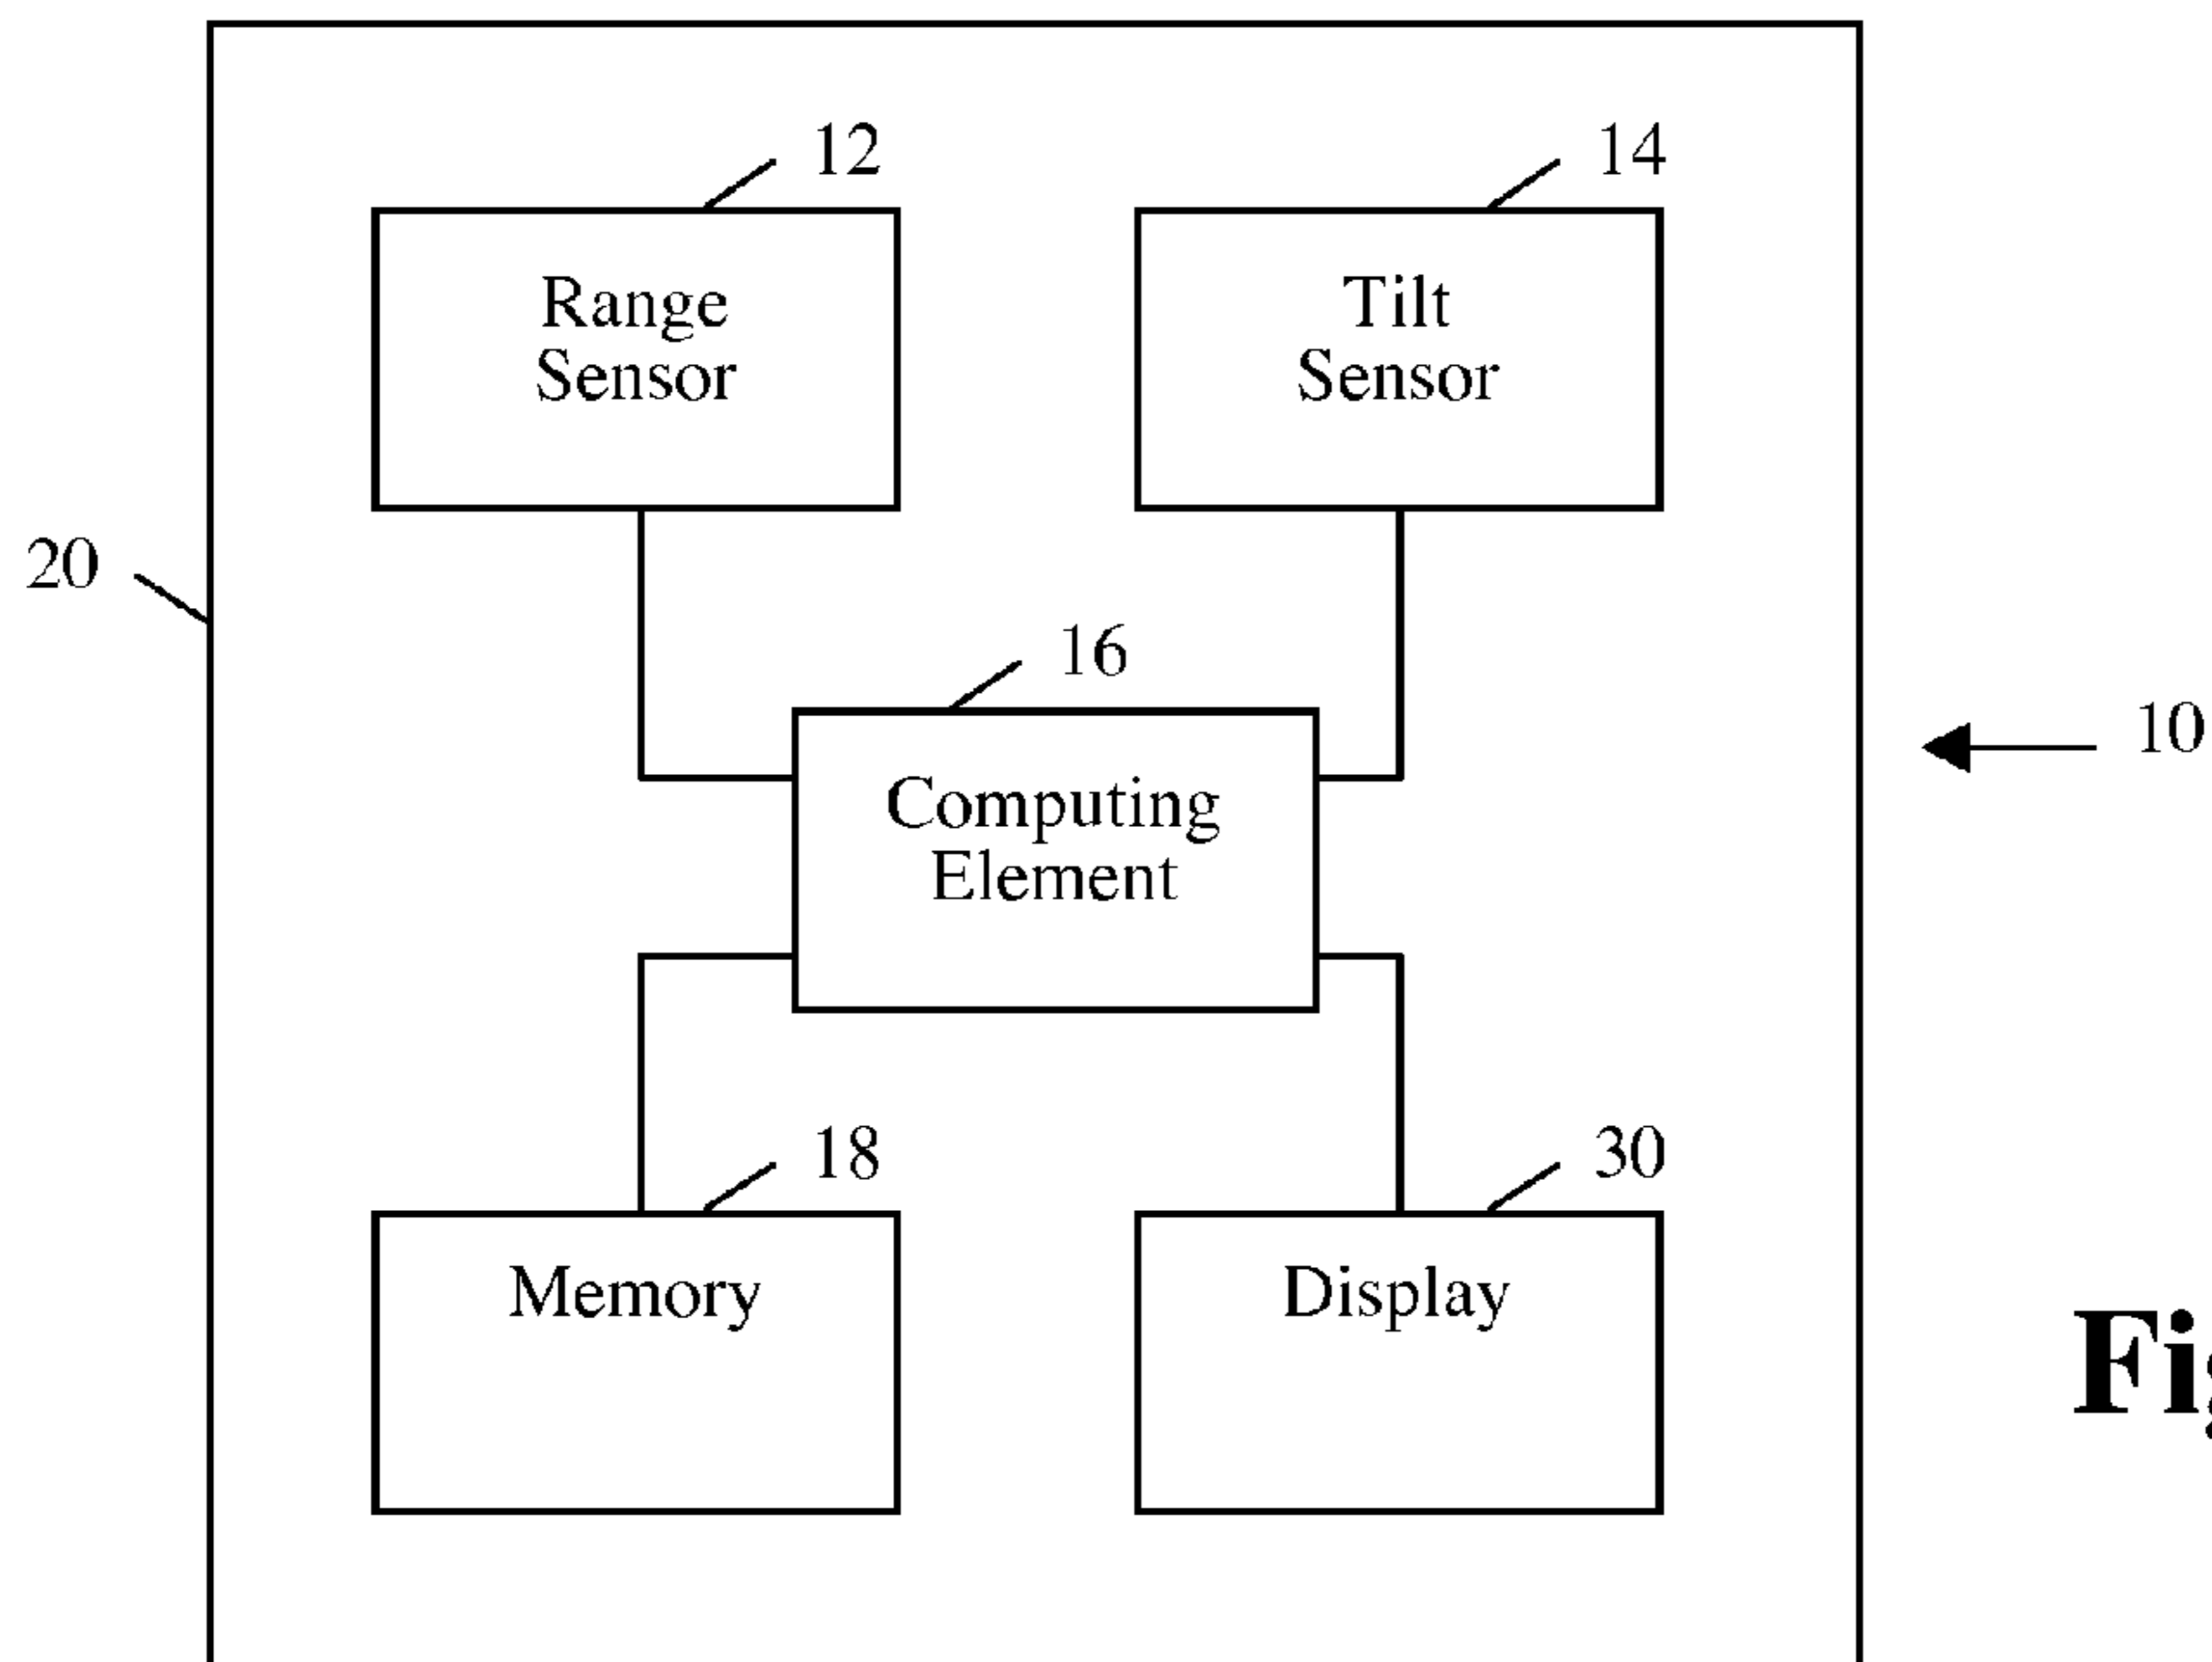 12
14
Range
Sensor
Tilt
Sensor
20
16
10
Computing
Element
18
30
Memory
Display